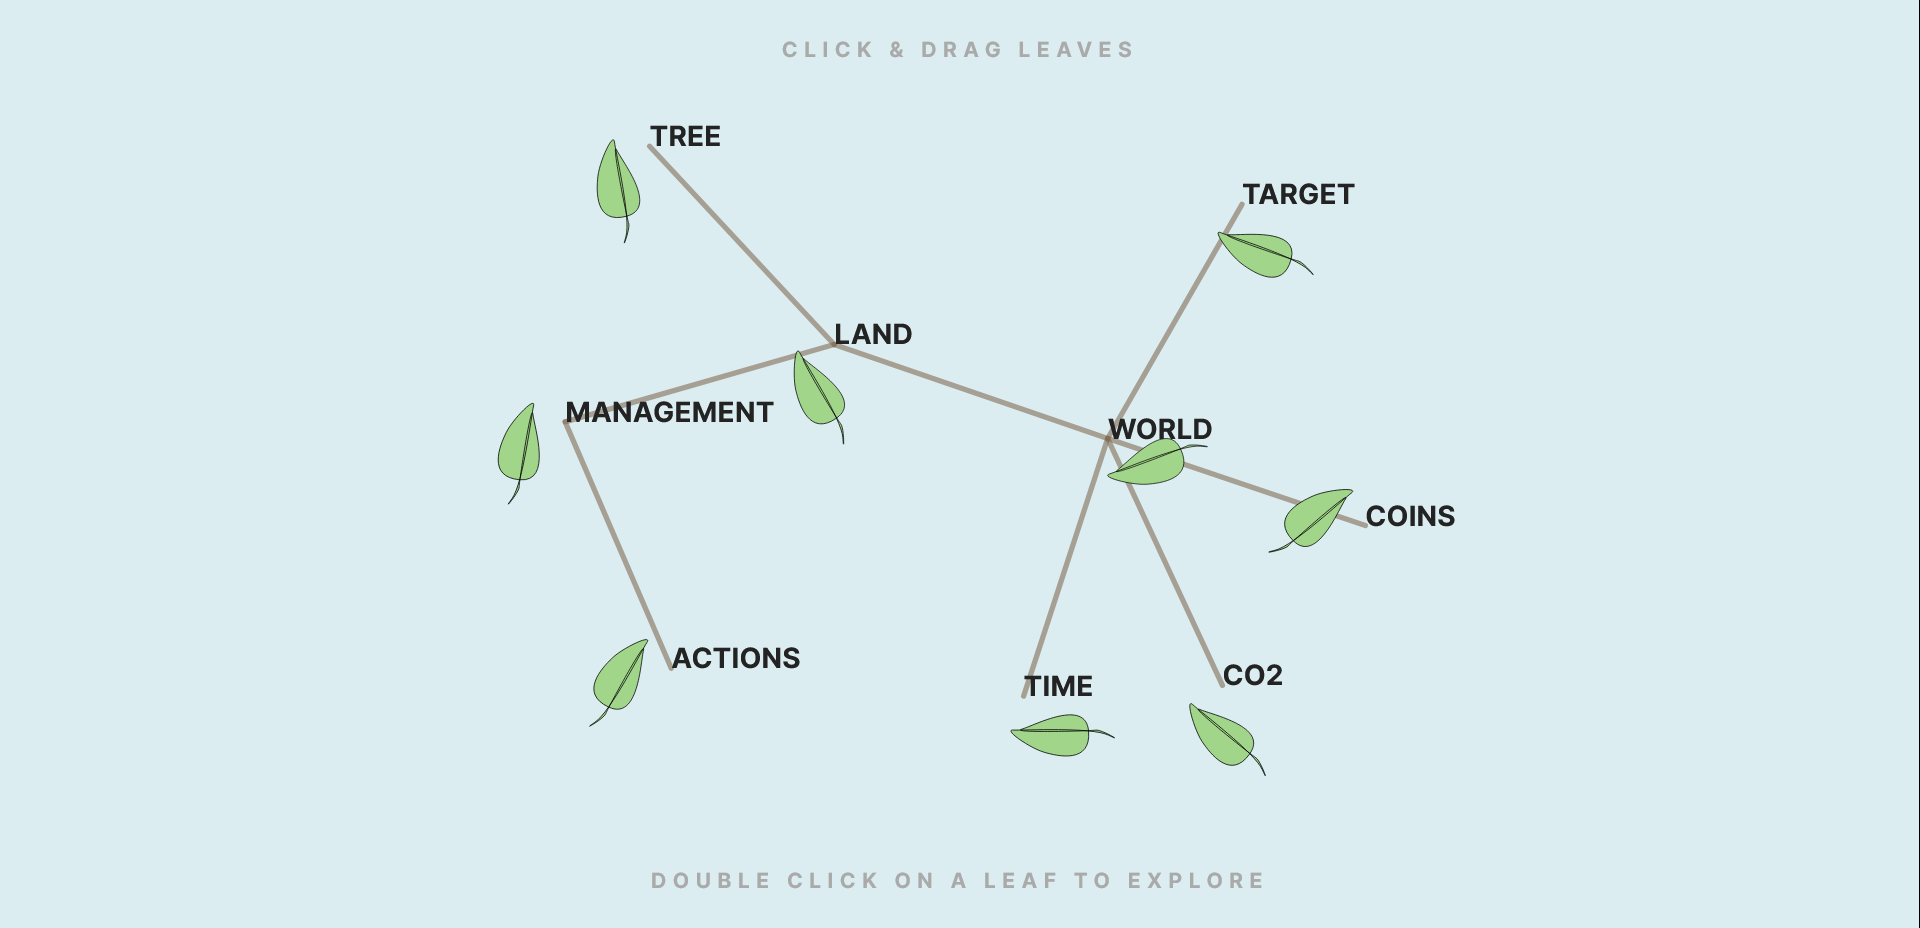 CLICK & DRAG LEAVES
TREE
TARGET
LAND
MANAGEMENT
WORLD
COINS
ACTIONS
TIME
CO2
DOUBLE CLICK ON A LEAF TO EXPLORE